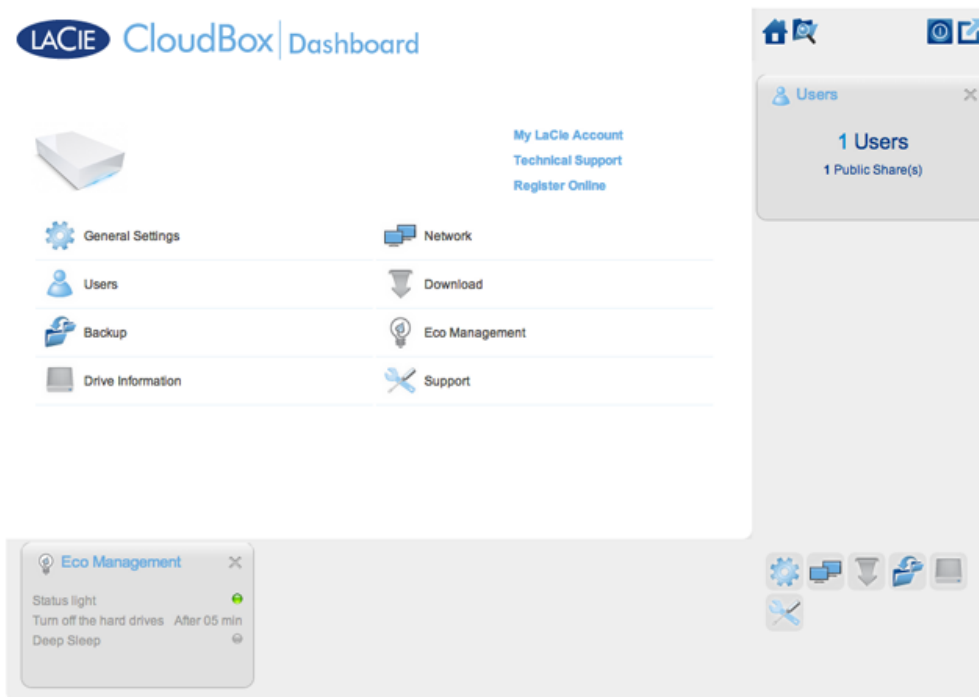 LACIE CloudBox Dashboard
My LaCie Account
Technical Support
Register Online
General Settings
Network
Users
Download
Backup
Eco Management
Drive Information
Support
Users
1 Users
1 Public Share(s)
Eco Management
Status light
Turn off the hard drives After 05 min
Deep Sleep